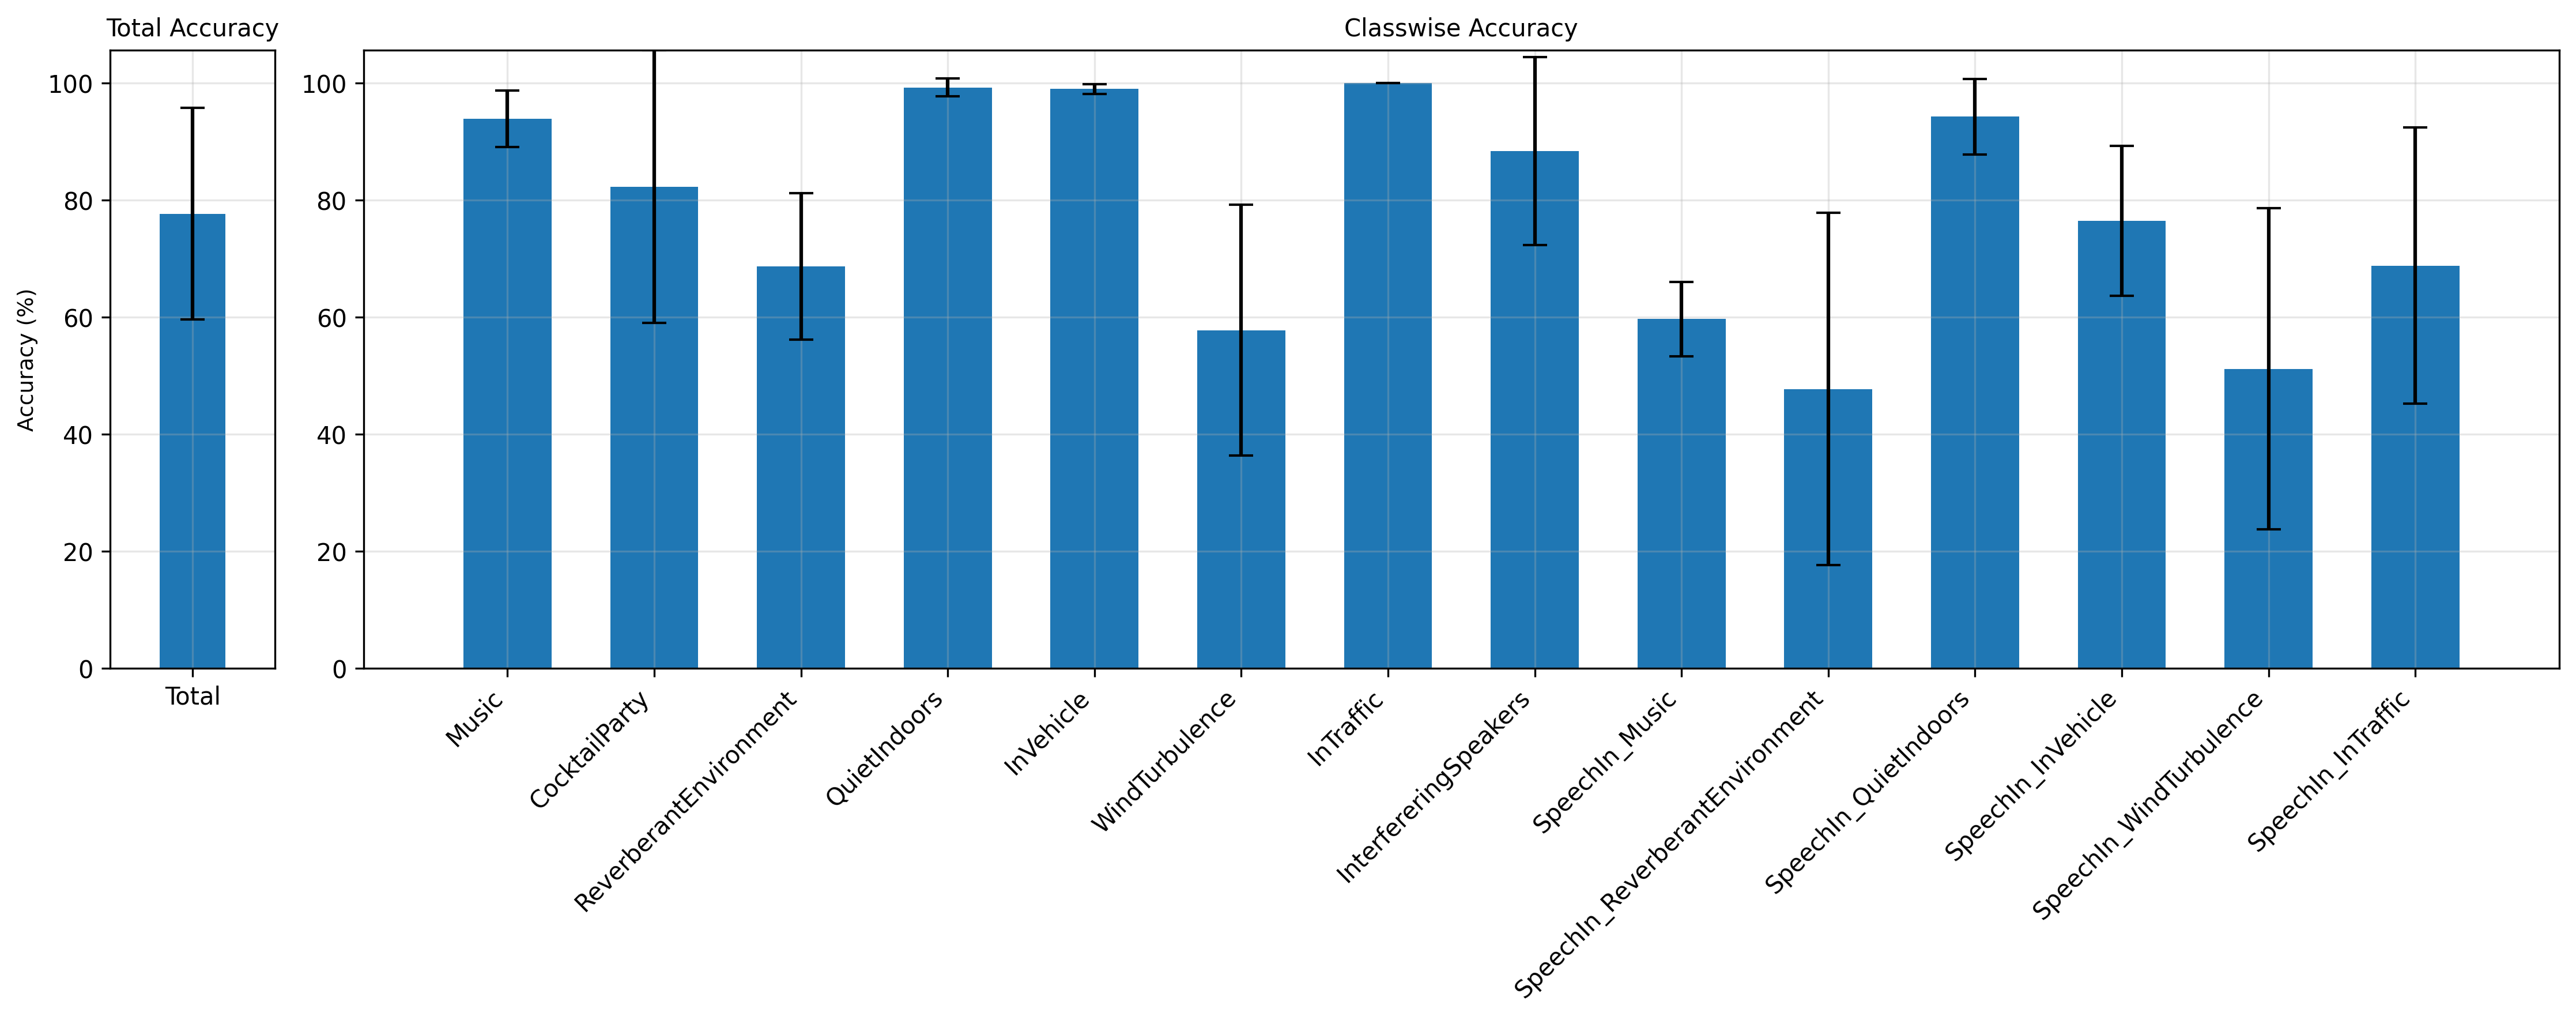 Total Accuracy
Classwise Accuracy
Accuracy (%)
100
80
60
40
20
0
Total
100
80
60
40
20
0
Music
CocktailParty
ReverberantEnvironment
QuietIndoors
InVehicle
WindTurbulence
InTraffic
InterferingSpeakers
SpeechIn_Music
SpeechIn_ReverberantEnvironment
SpeechIn_QuietIndoors
SpeechIn_InVehicle
SpeechIn_WindTurbulence
SpeechIn_InTraffic